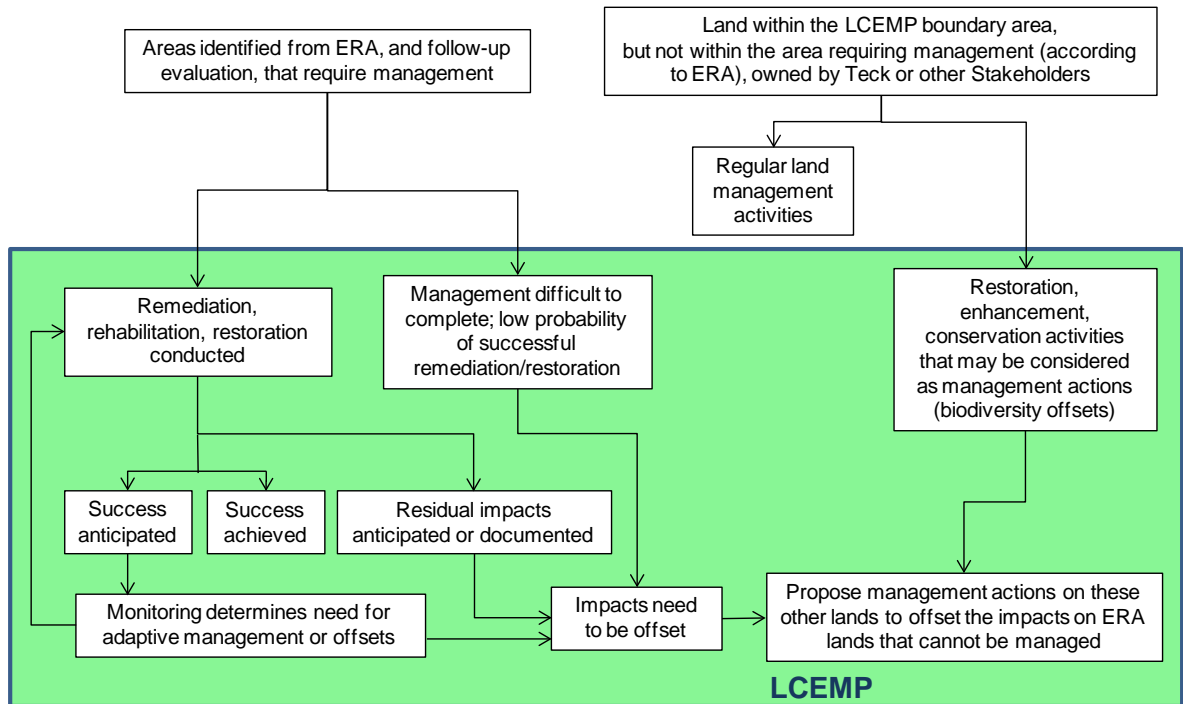 Areas identified from ERA, and follow-up
evaluation, that require management
Land within the LCEMP boundary area,
but not within the area requiring management (according
to ERA), owned by Teck or other Stakeholders
Regular land
management
activities
Remediation,
rehabilitation, restoration
conducted
Management difficult to
complete; low probability
of successful
remediation/restoration
Restoration,
enhancement,
conservation activities
that may be considered
as management actions
(biodiversity offsets)
Success
anticipated
Success
achieved
Residual impacts
anticipated or documented
Monitoring determines need for
adaptive management or offsets
Impacts need
to be offset
Propose management actions on these
other lands to offset the impacts on ERA
lands that cannot be managed
LCEMP